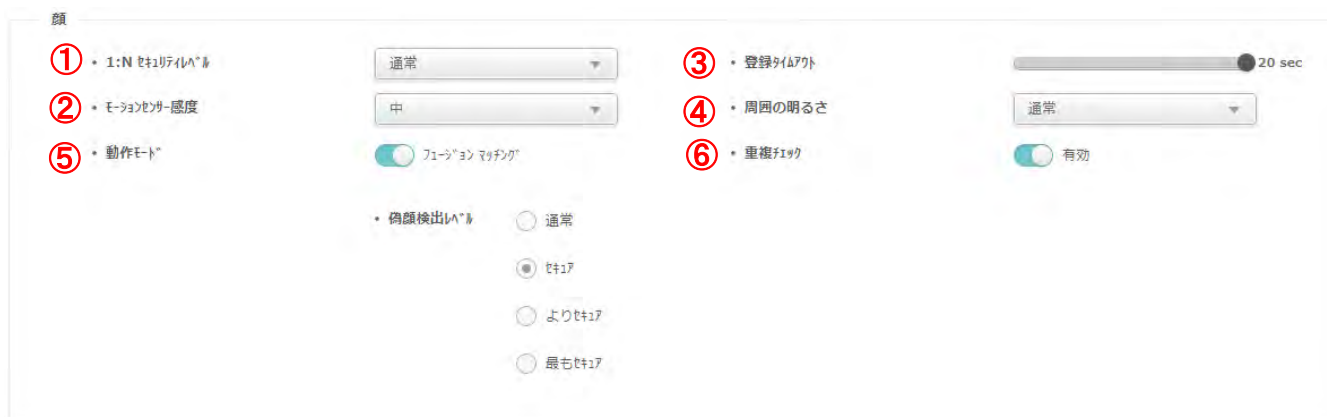 顔
① ・ 1:N ｾｷｭﾘﾃｨﾚﾍﾞﾙ 通常
③ ・ 登録ﾀｲﾑｱｳﾄ 20 sec
② ・ ﾓｰｼｮﾝｾﾝｻｰ感度 中
④ ・ 周囲の明るさ 通常
⑤ ・ 動作ﾓｰﾄﾞ ﾌｭｰｼﾞｮﾝ ﾏｯﾁﾝｸﾞ
⑥ ・ 重複ﾁｪｯｸ 有効
・ 偽顔検出ﾚﾍﾞﾙ 通常
ｾｷｭｱ
よりｾｷｭｱ
最もｾｷｭｱ